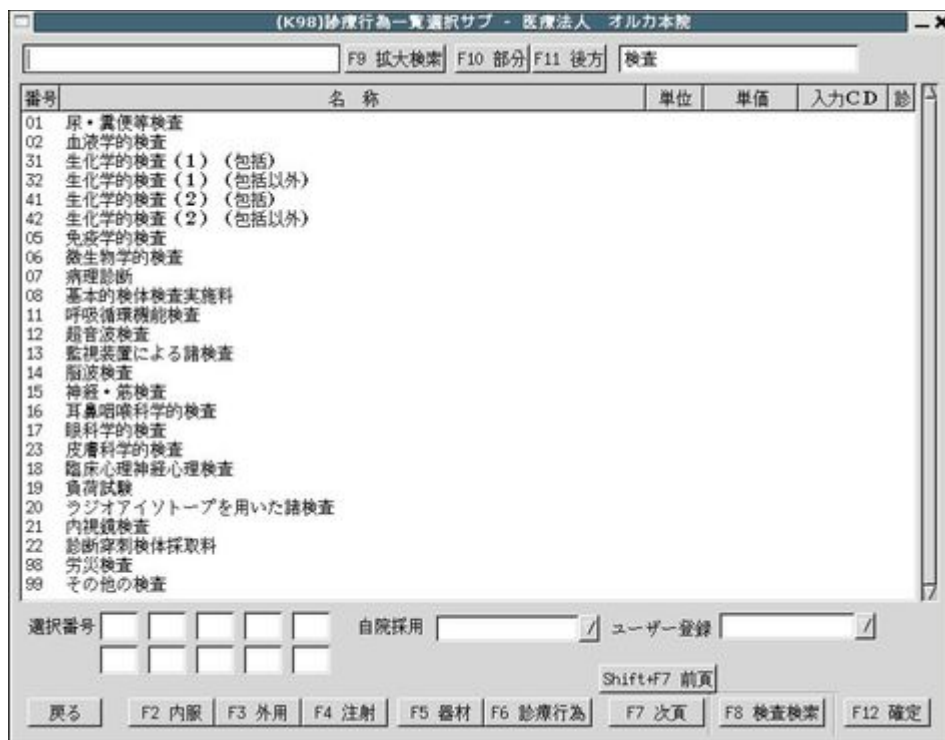 (K98)診療行為一覧選択サブ - 医療法人 オルカ本院
F9 拡大検索 F10 部分 F11 後方 検査
番号 名 称 単位 単価 入力CD 診
01 尿・糞便等検査
02 血液学的検査
31 生化学的検査(1)(包括)
32 生化学的検査(1)(包括以外)
41 生化学的検査(2)(包括)
42 生化学的検査(2)(包括以外)
05 免疫学的検査
06 微生物学的検査
07 病理診断
08 基本的検体検査実施料
11 呼吸循環機能検査
12 超音波検査
13 監視装置による諸検査
14 脳波検査
15 神経・筋検査
16 耳鼻咽喉科学的検査
17 眼科学的検査
23 皮膚科学的検査
18 臨床心理神経心理検査
19 負荷試験
20 ラジオアイソトープを用いた諸検査
21 内視鏡検査
22 診断穿刺検体採取料
98 労災検査
99 その他の検査
選択番号 自院採用 ユーザー登録
Shift+F7 前頁
戻る F2 内服 F3 外用 F4 注射 F5 器材 F6 診療行為 F7 次頁 F8 検査検索 F12 確定